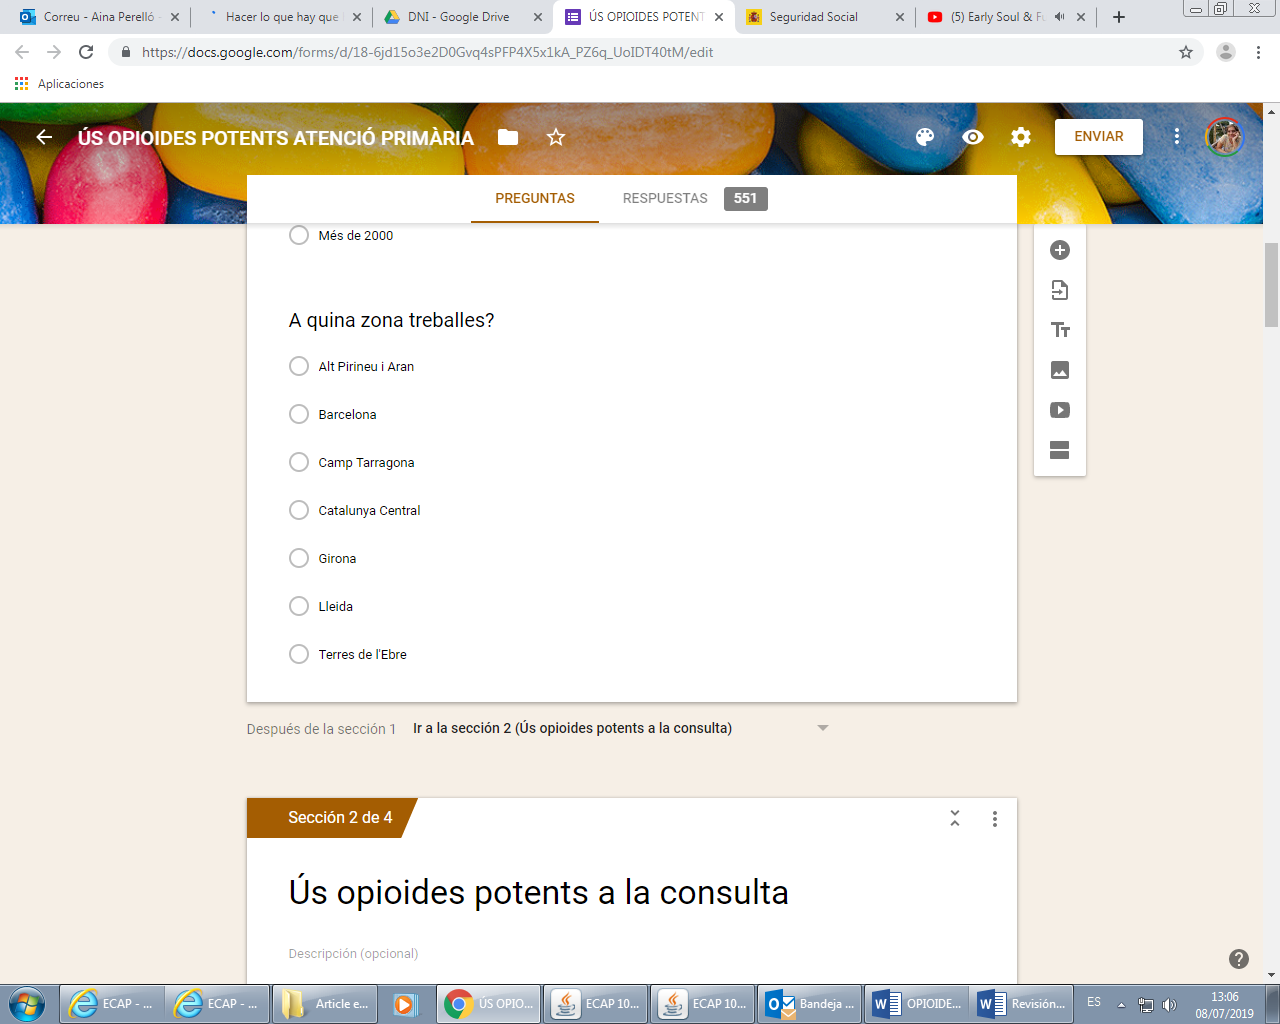 Correu - Aina Perelló
Hacer lo que hay que
DNI - Google Drive
ÚS OPIOIDES POTENT
Seguridad Social
(5) Early Soul & Fu
https://docs.google.com/forms/d/18-6jd15o3e2D0Gvq4sPFP4X5x1kA_PZ6q_UoIDT40tM/edit
Aplicaciones
ÚS OPIOIDES POTENTS ATENCIÓ PRIMÀRIA
ENVIAR
PREGUNTAS
RESPUESTAS
551
Més de 2000
A quina zona treballes?
Alt Pirineu i Aran
Barcelona
Camp Tarragona
Catalunya Central
Girona
Lleida
Terres de l'Ebre
Después de la sección 1
Ir a la sección 2 (Ús opioides potents a la consulta)
Sección 2 de 4
Ús opioides potents a la consulta
Descripción (opcional)
ECAP - ...
ECAP - ...
Article e...
ÚS OPIO...
ECAP 10...
ECAP 10...
Bandeja ...
OPIOIDE...
Revisión...
ES
13:06
08/07/2019